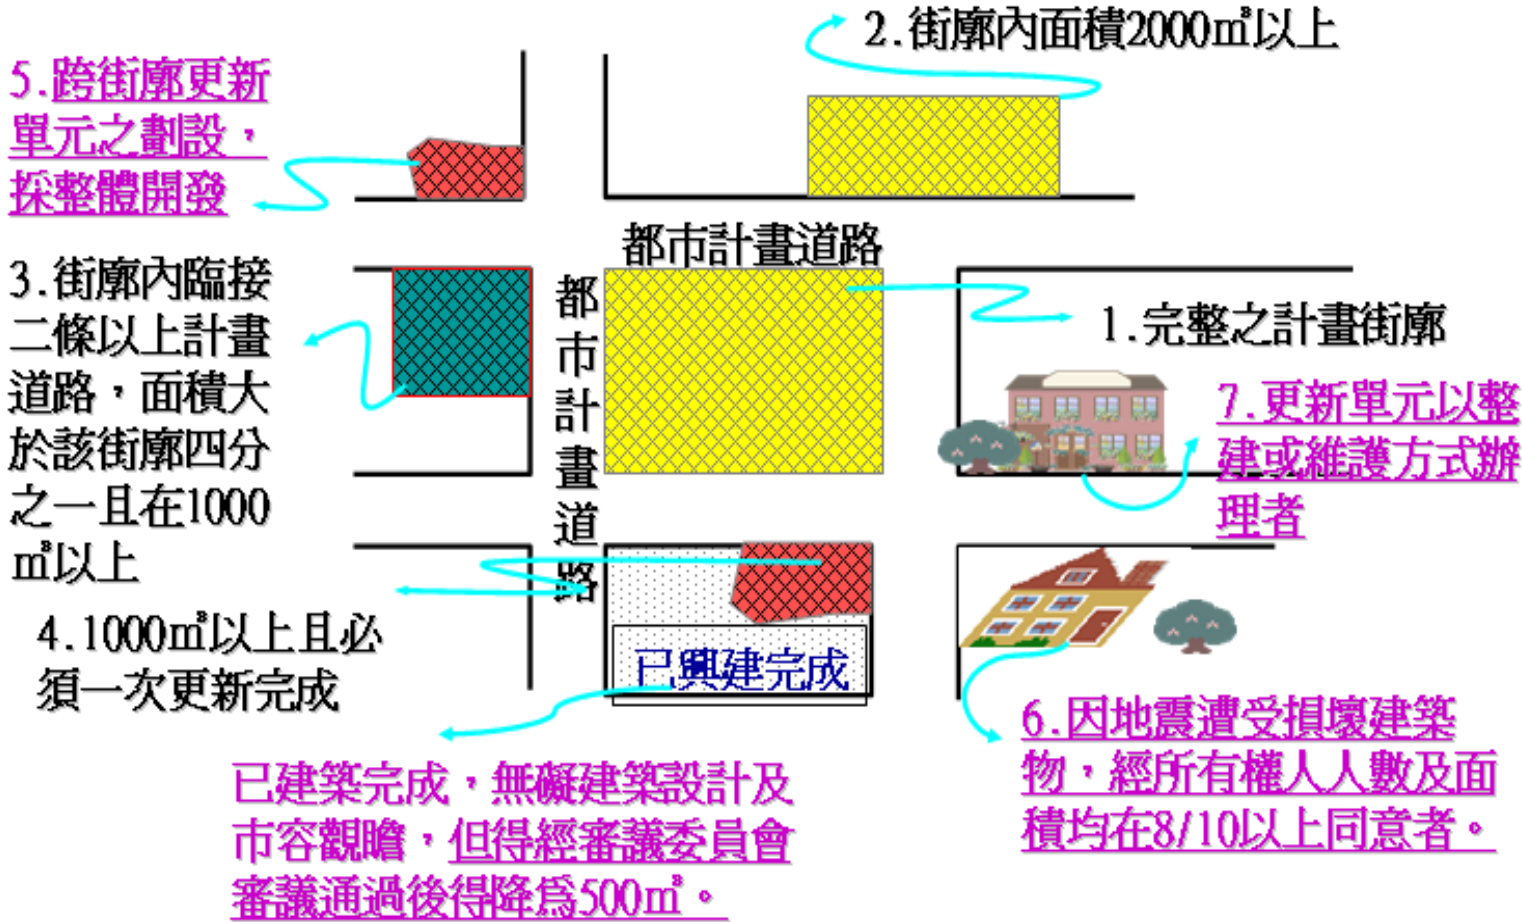 2.街廓內面積2000㎡以上
5.跨街廓更新
單元之劃設，
採整體開發
都市計畫道路
3.街廓內臨接
二條以上計畫
道路，面積大
於該街廓四分
之一且在1000
㎡以上
都市計畫道路
1.完整之計畫街廓
7.更新單元以整
建或維護方式辦
理者
4.1000㎡以上且必
須一次更新完成
已興建完成
6.因地震遭受損壞建築
物，經所有權人人數及面
積均在8/10以上同意者。
已建築完成，無礙建築設計及
市容觀瞻，但得經審議委員會
審議通過後得降為500㎡。